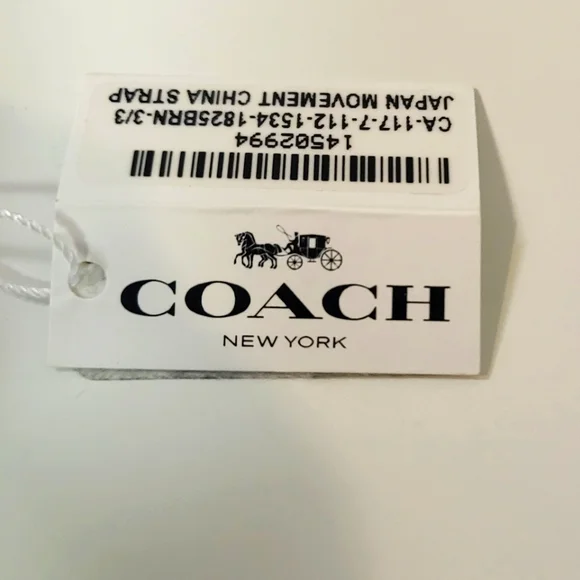 14502994
CA-117-7-112-1534-1825BRN-3/3
JAPAN MOVEMENT CHINA STRAP
COACH
NEW YORK